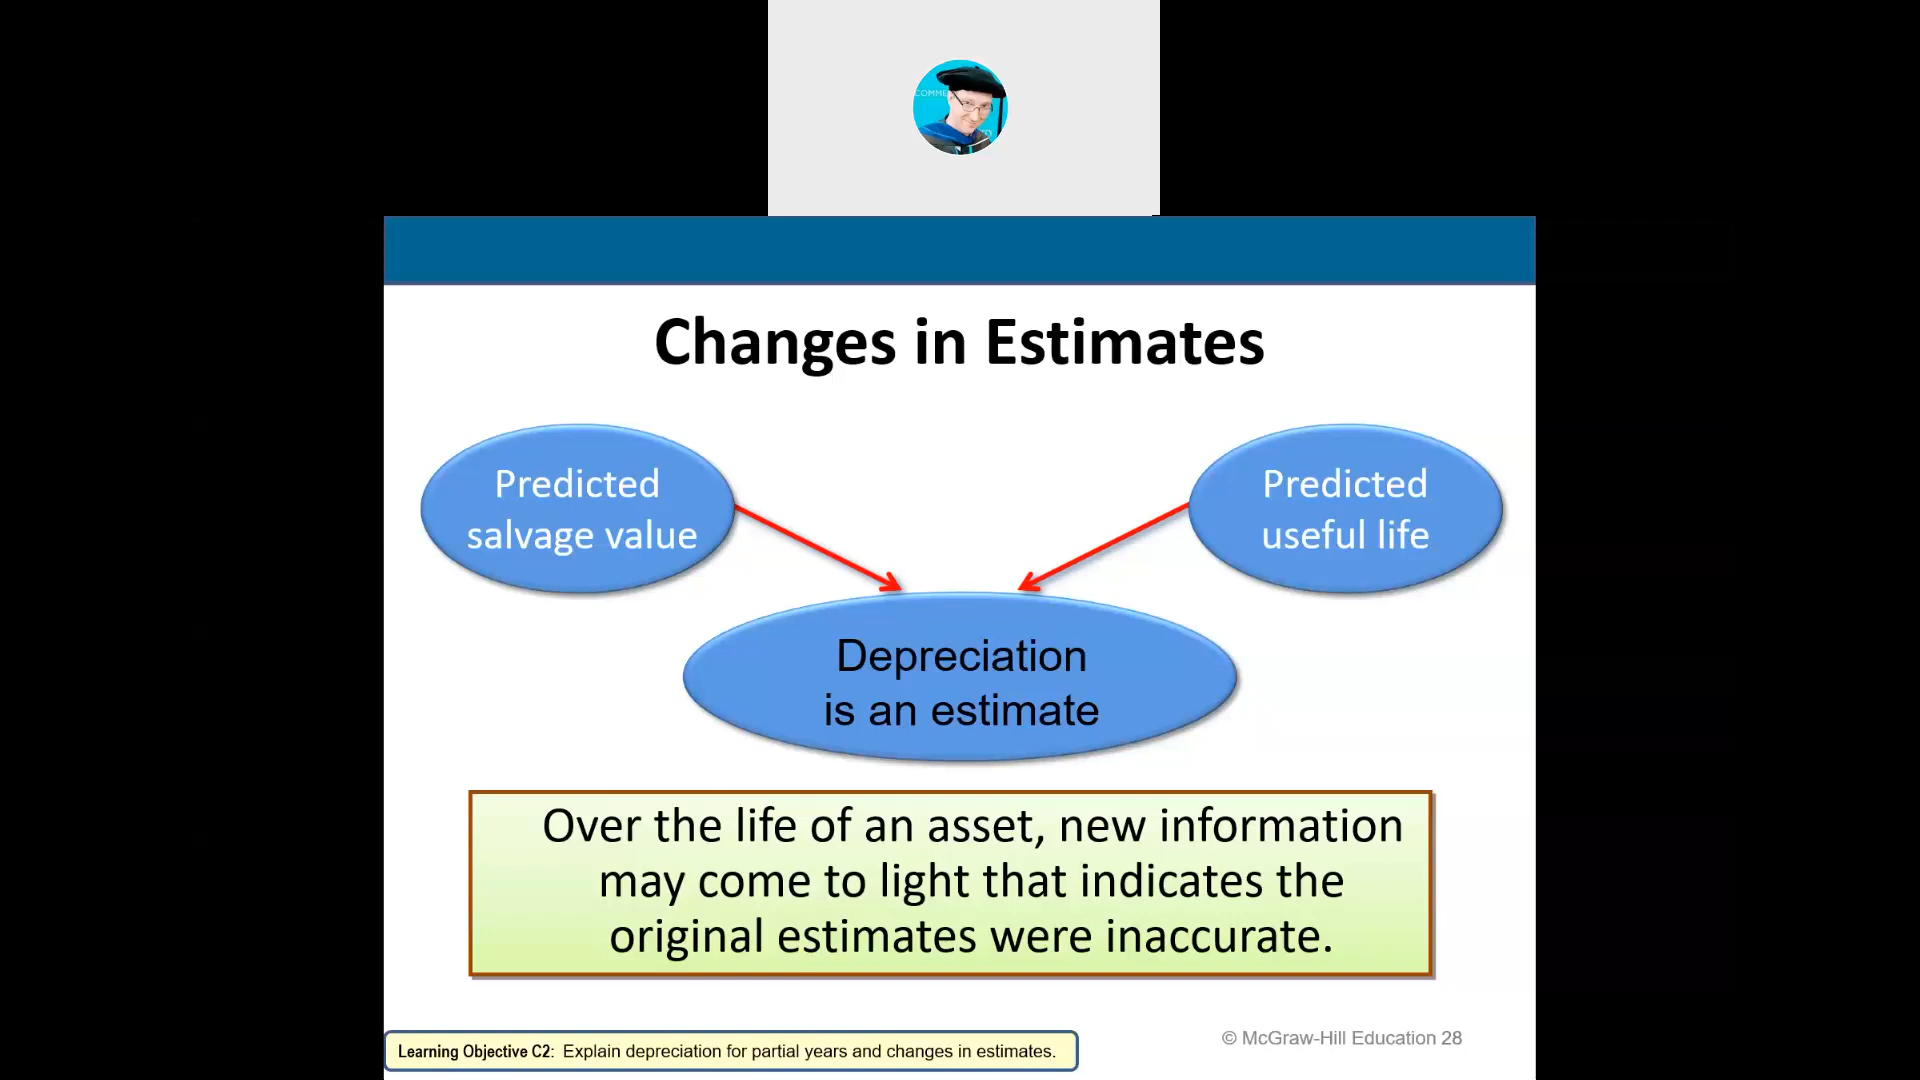 COMME
Changes in Estimates
Predicted
salvage value
Predicted
useful life
Depreciation
is an estimate
Over the life of an asset, new information
may come to light that indicates the
original estimates were inaccurate.
Learning Objective C2: Explain depreciation for partial years and changes in estimates.
© McGraw-Hill Education 28